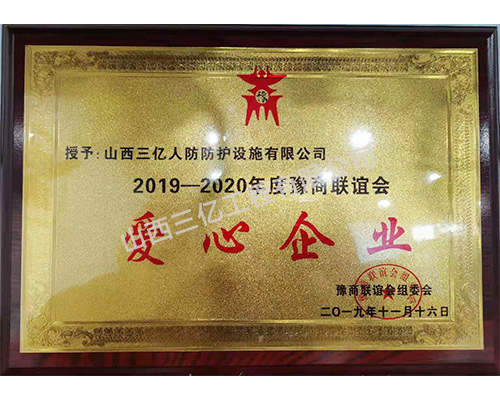 豫
授予:山西三亿人防防护设施有限公司
2019—2020年度豫商联谊会
爱心企业
豫商联谊会组委会
二〇一九年十一月十六日